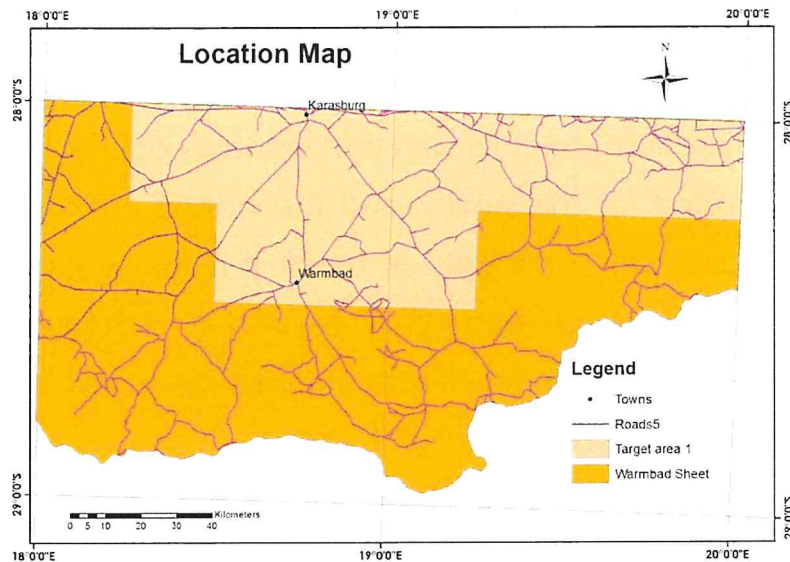 18°0'0"E 19°0'0"E 20°0'0"E
Location Map
N
28°0'0"S
28°0'0"S
Karasburg
Warmbad
Legend
Towns
Roads5
Target area 1
Warmbad Sheet
29°0'0"S
29°0'0"S
Kilometers
0 5 10 20 30 40
18°0'0"E 19°0'0"E 20°0'0"E